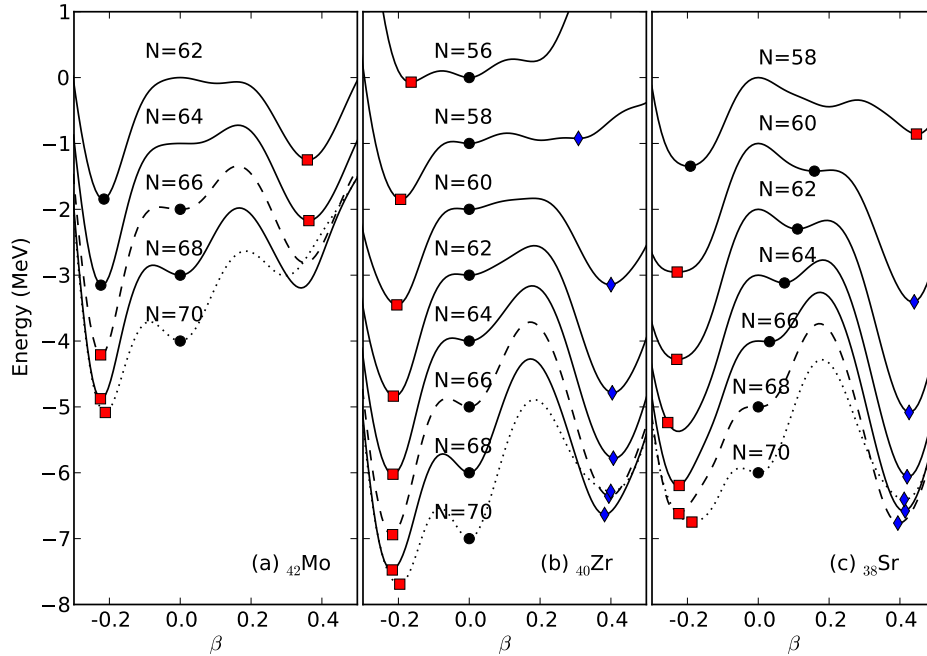 Energy (MeV)
1
0
−1
−2
−3
−4
−5
−6
−7
−8
N=62
N=64
N=66
N=68
N=70
(a) ₄₂Mo
-0.2
0.0
0.2
0.4
β
N=56
N=58
N=60
N=62
N=64
N=66
N=68
N=70
(b) ₄₀Zr
-0.2
0.0
0.2
0.4
β
N=58
N=60
N=62
N=64
N=66
N=68
N=70
(c) ₃₈Sr
-0.2
0.0
0.2
0.4
β